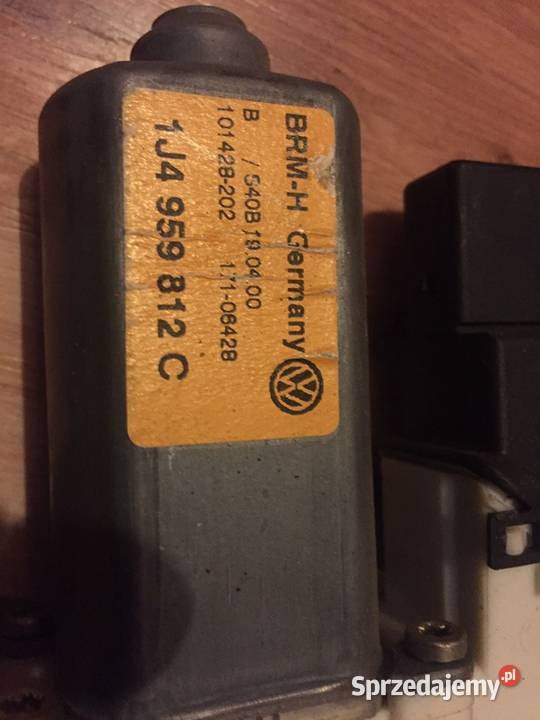 BRM-H Germany
B / 540B 19.04.00
101428-202 171-06428
1J4 959 812 C
Sprzedajemy.pl